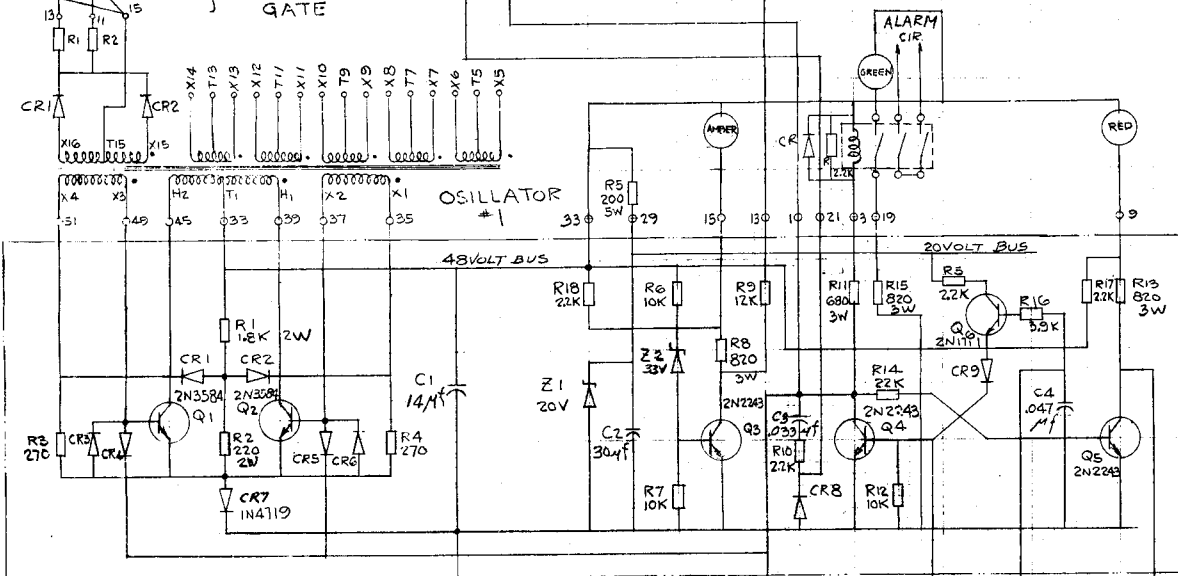 GATE
13
11
15
R1
R2
CR1
CR2
X16
T15
X15
X14
T13
X13
X12
T11
X11
X10
T9
X9
X8
T7
X7
X6
T5
X5
X4
X3
H2
T1
H1
X2
X1
OSILLATOR
#1
51
49
45
33
39
37
35
ALARM
CIR.
GREEN
AMBER
RED
CR
R
2.2K
R5
200
5W
33
29
15
13
1
21
3
19
9
48VOLT BUS
20VOLT BUS
R18
2.2K
R6
10K
R9
12K
R11
680
3W
R15
820
3W
R3
2.2K
R16
3.9K
R17
2.2K
R13
820
3W
Q6
2N1711
R1
1.8K 2W
CR1
CR2
2N3584
2N3584
Q1
Q2
C1
14µf
Z1
20V
Z2
33V
R8
820
3W
R14
22K
CR9
2N2243
Q3
C3
.033µf
2N2243
Q4
C4
.047
µf
R3
270
CR3
CR4
R2
220
2W
CR5
CR6
R4
270
C2
30µf
R10
2.2K
Q5
2N2243
CR7
1N4719
R7
10K
CR8
R12
10K